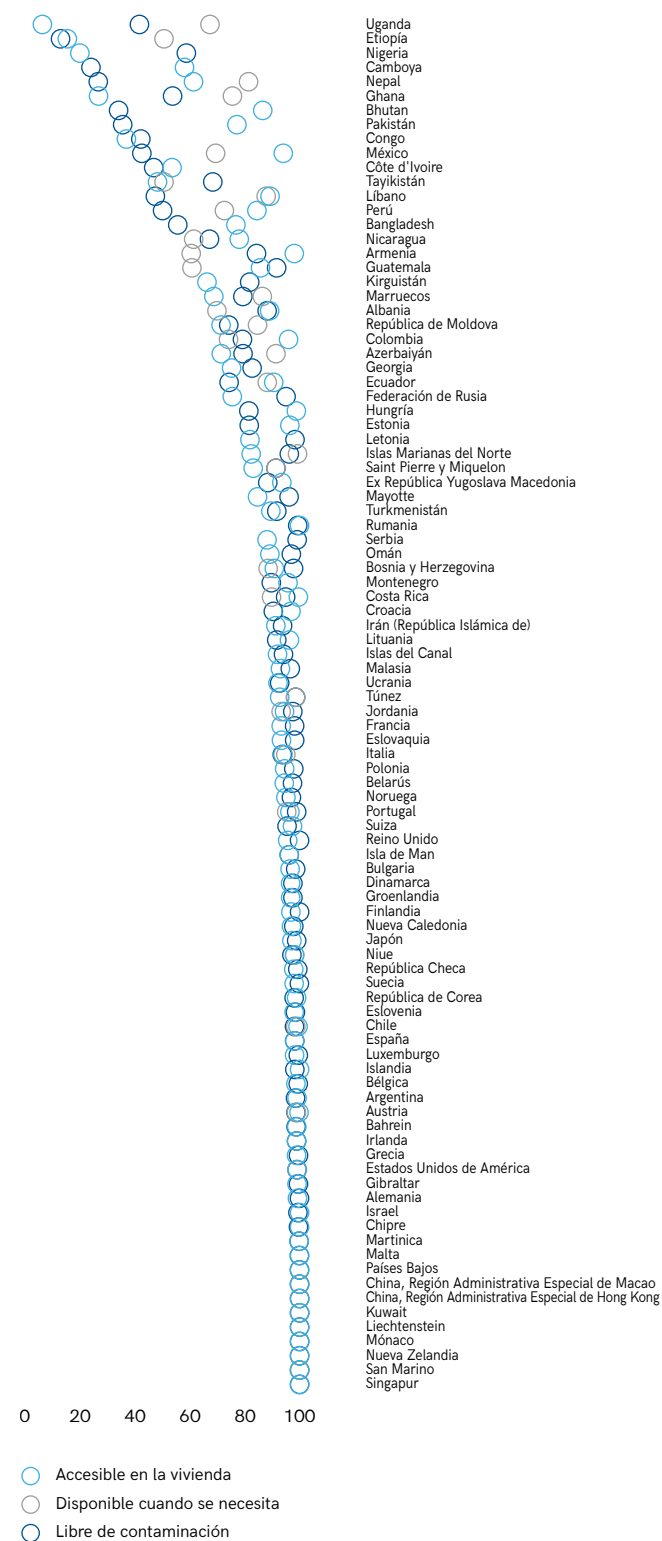 Uganda
Etiopía
Nigeria
Camboya
Nepal
Ghana
Bhutan
Pakistán
Congo
México
Côte d'Ivoire
Tayikistán
Líbano
Perú
Bangladesh
Nicaragua
Armenia
Guatemala
Kirguistán
Marruecos
Albania
República de Moldova
Colombia
Azerbaiyán
Georgia
Ecuador
Federación de Rusia
Hungría
Estonia
Letonia
Islas Marianas del Norte
Saint Pierre y Miquelon
Ex República Yugoslava Macedonia
Mayotte
Turkmenistán
Rumania
Serbia
Omán
Bosnia y Herzegovina
Montenegro
Costa Rica
Croacia
Irán (República Islámica de)
Lituania
Islas del Canal
Malasia
Ucrania
Túnez
Jordania
Francia
Eslovaquia
Italia
Polonia
Belarús
Noruega
Portugal
Suiza
Reino Unido
Isla de Man
Bulgaria
Dinamarca
Groenlandia
Finlandia
Nueva Caledonia
Japón
Niue
República Checa
Suecia
República de Corea
Eslovenia
Chile
España
Luxemburgo
Islandia
Bélgica
Argentina
Austria
Bahrein
Irlanda
Grecia
Estados Unidos de América
Gibraltar
Alemania
Israel
Chipre
Martinica
Malta
Países Bajos
China, Región Administrativa Especial de Macao
China, Región Administrativa Especial de Hong Kong
Kuwait
Liechtenstein
Mónaco
Nueva Zelandia
San Marino
Singapur
0 20 40 60 80 100
Accesible en la vivienda
Disponible cuando se necesita
Libre de contaminación